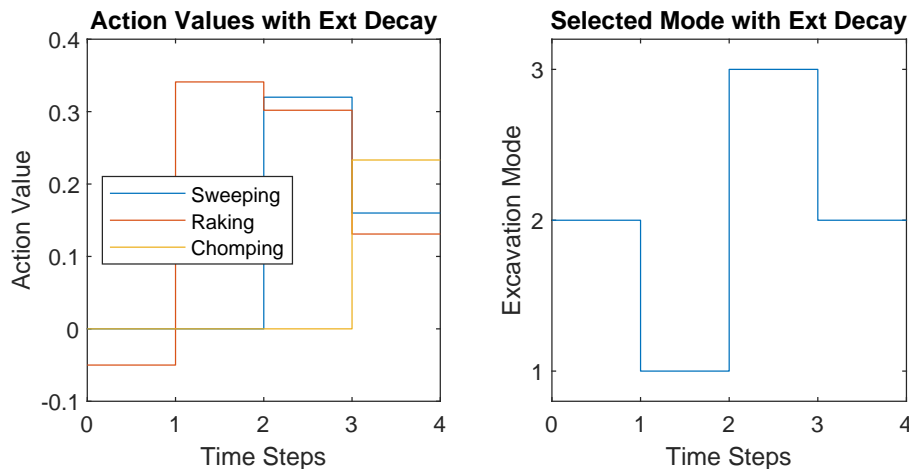 Action Values with Ext Decay
0.4
0.3
0.2
0.1
0
-0.1
Action Value
Sweeping
Raking
Chomping
0 1 2 3 4
Time Steps
Selected Mode with Ext Decay
3
2
1
Excavation Mode
0 1 2 3 4
Time Steps